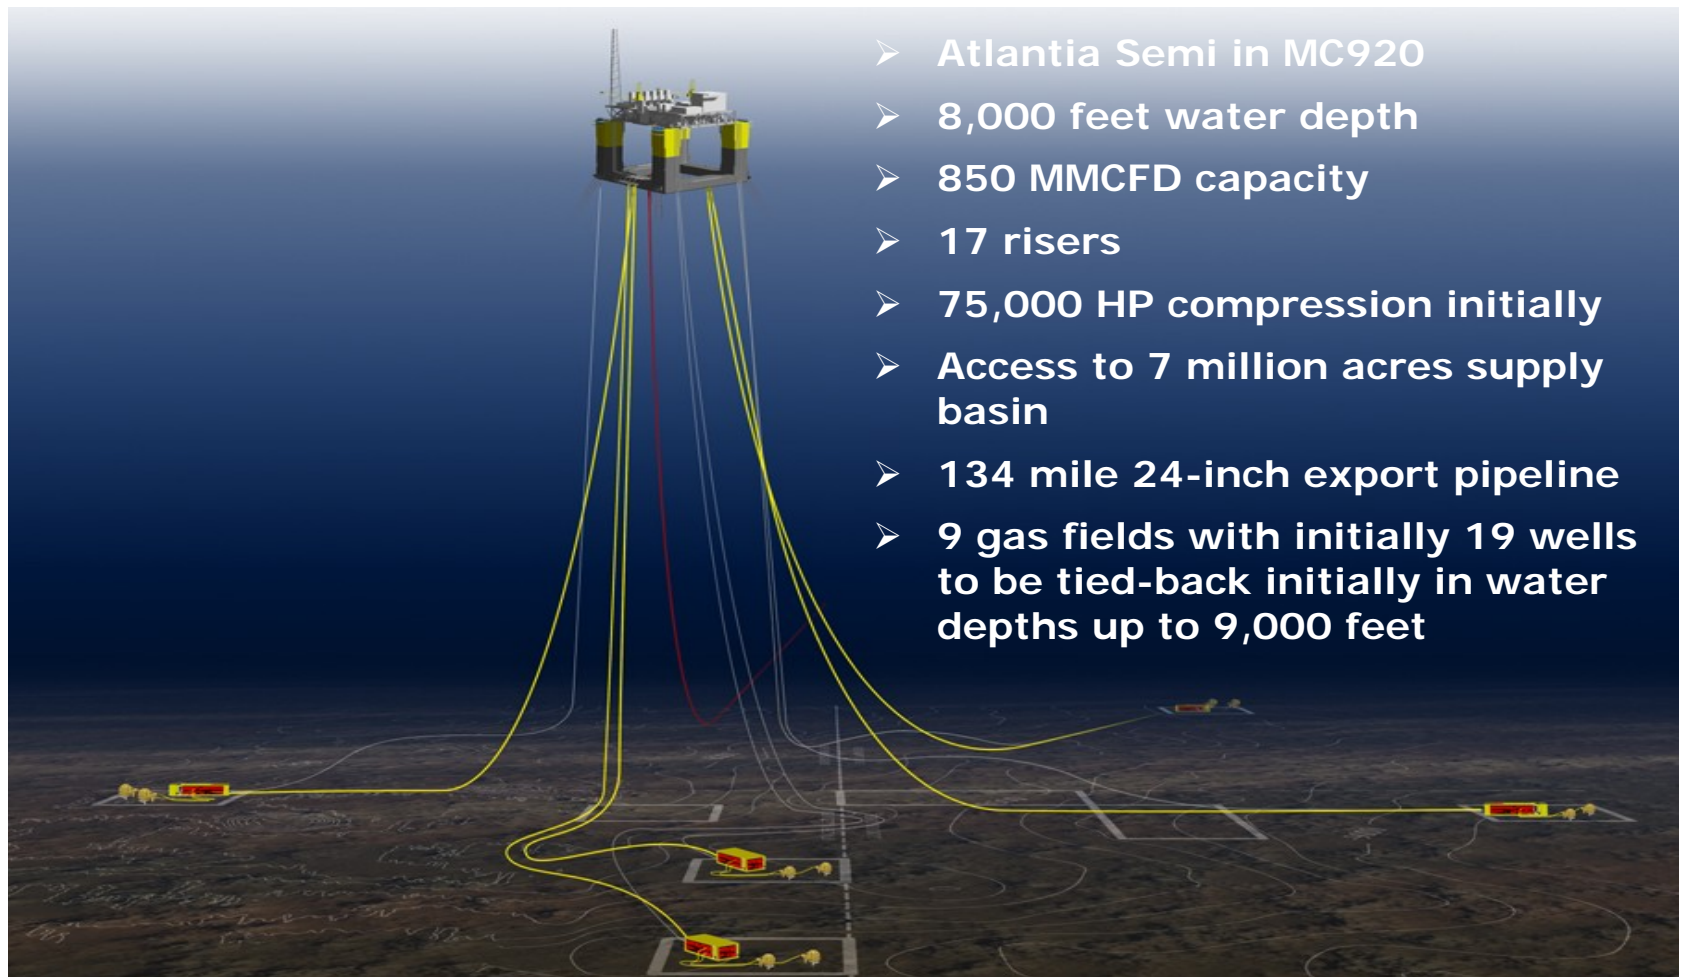 ➢ Atlantia Semi in MC920
➢ 8,000 feet water depth
➢ 850 MMCFD capacity
➢ 17 risers
➢ 75,000 HP compression initially
➢ Access to 7 million acres supply
basin
➢ 134 mile 24-inch export pipeline
➢ 9 gas fields with initially 19 wells
to be tied-back initially in water
depths up to 9,000 feet